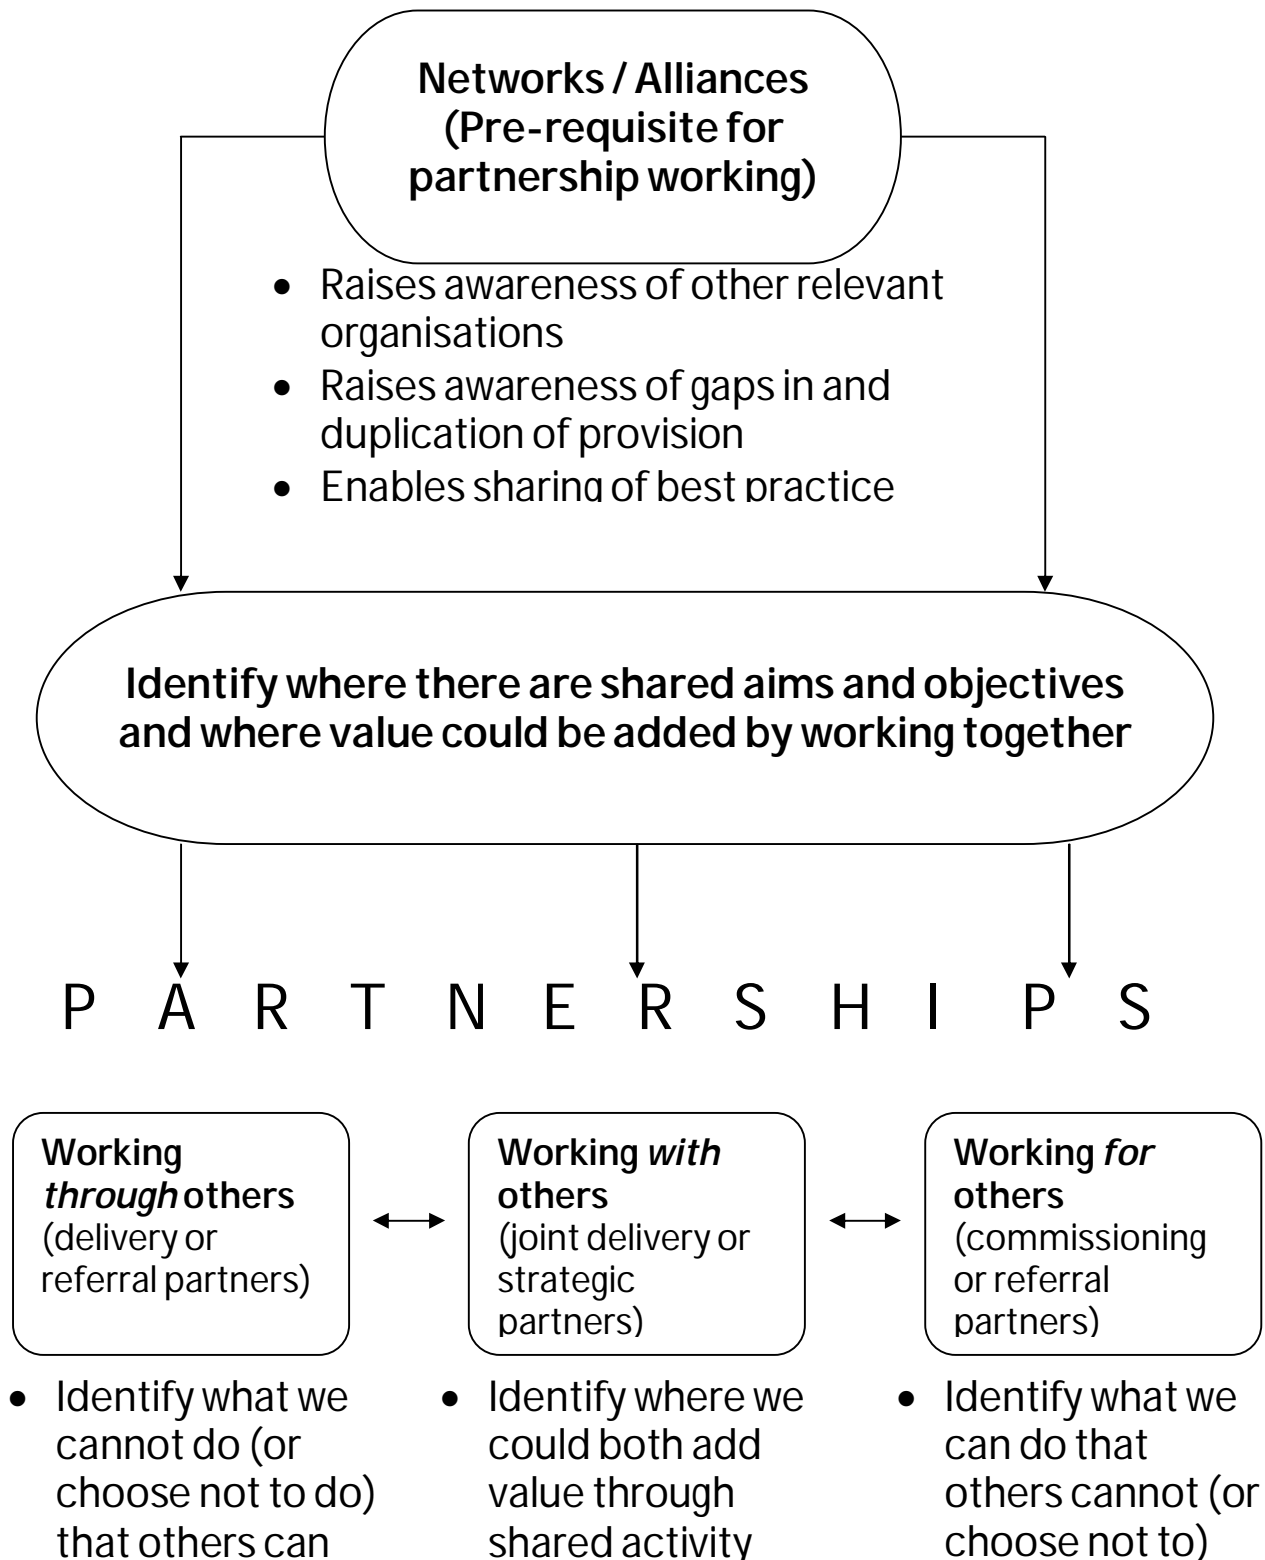 Networks / Alliances
(Pre-requisite for
partnership working)
• Raises awareness of other relevant
organisations
• Raises awareness of gaps in and
duplication of provision
• Enables sharing of best practice
Identify where there are shared aims and objectives
and where value could be added by working together
P A R T N E R S H I P S
Working
through others
(delivery or
referral partners)
Working with
others
(joint delivery or
strategic
partners)
Working for
others
(commissioning
or referral
partners)
• Identify what we
cannot do (or
choose not to do)
that others can
• Identify where we
could both add
value through
shared activity
• Identify what we
can do that
others cannot (or
choose not to)